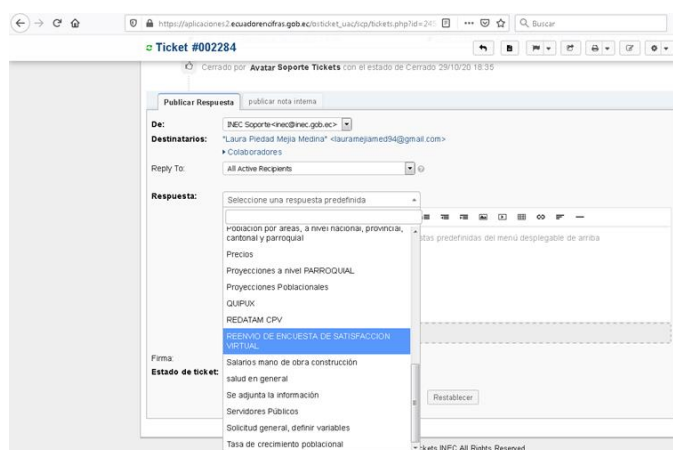 https://aplicaciones2.ecuadorencifras.gob.ec/osticket_uac/scp/tickets.php?id=245
Buscar
Ticket #002284
Cerrado por Avatar Soporte Tickets con el estado de Cerrado 29/10/20 18:35
Publicar Respuesta publicar nota interna
De: INEC Soporte<inec@inec.gob.ec>
Destinatarios: "Laura Piedad Mejia Medina" <lauramejiamed94@gmail.com>
Colaboradores
Reply To: All Active Recipients
Respuesta: Seleccione una respuesta predefinida
Población por áreas, a nivel nacional, provincial,
cantonal y parroquial
stas predefinidas del menú desplegable de arriba
Precios
Proyecciones a nivel PARROQUIAL
Proyecciones Poblacionales
QUIPUX
REDATAM CPV
REENVIO DE ENCUESTA DE SATISFACCION
VIRTUAL
Firma:
Salarios mano de obra construcción
Estado de ticket:
salud en general
Se adjunta la información
Restablecer
Servidores Públicos
Solicitud general, definir variables
Tasa de crecimiento poblacional
ckets INEC All Rights Reserved